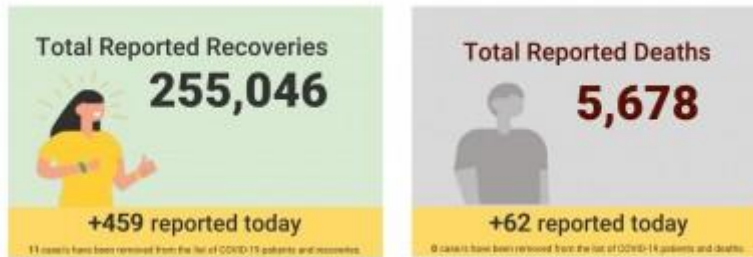 Total Reported Recoveries
255,046
+459 reported today
11 case/s have been removed from the list of COVID-19 patients and recoveries.
Total Reported Deaths
5,678
+62 reported today
0 case/s have been removed from the list of COVID-19 patients and deaths.